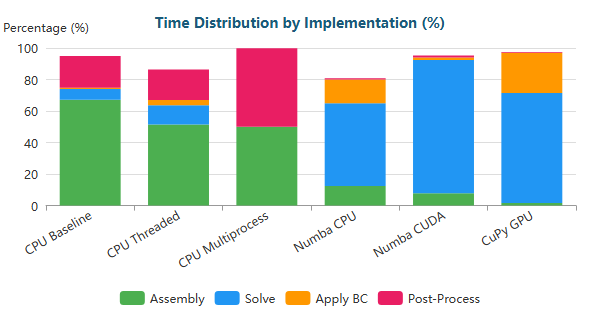 Time Distribution by Implementation (%)
Percentage (%)
100
80
60
40
20
0
CPU Baseline
CPU Threaded
CPU Multiprocess
Numba CPU
Numba CUDA
CuPy GPU
Assembly Solve Apply BC Post-Process